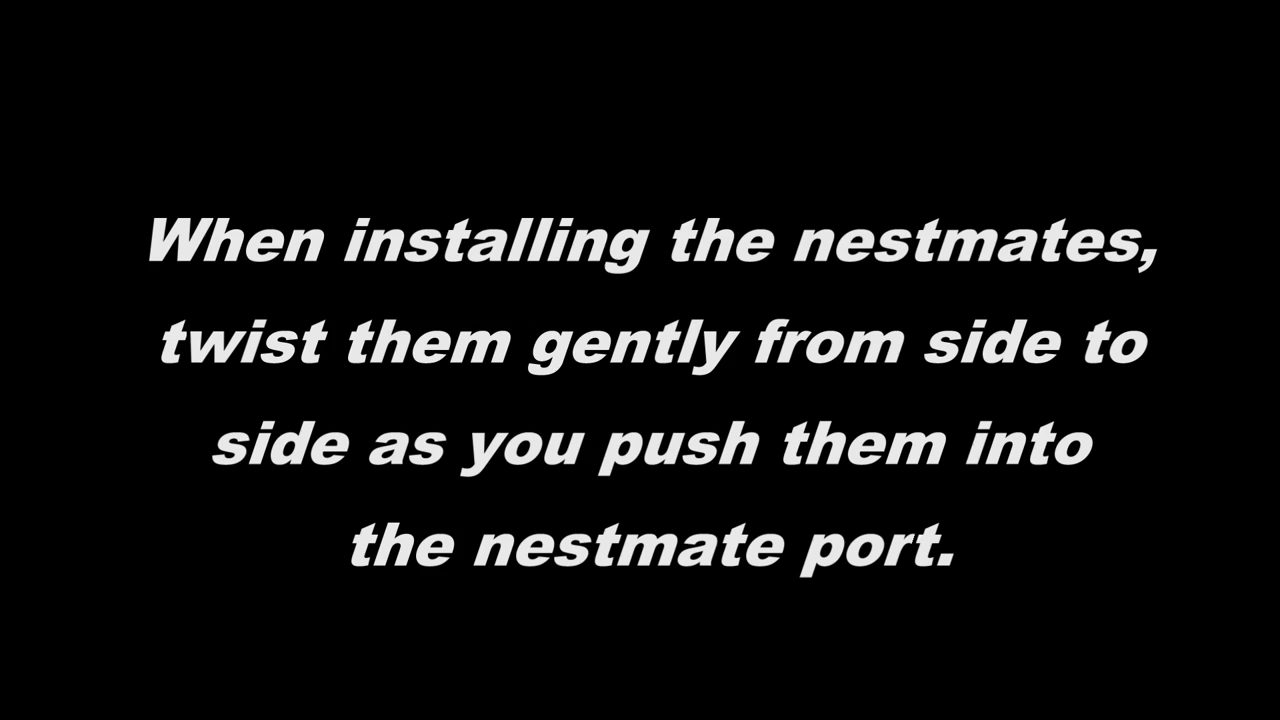 When installing the nestmates,
twist them gently from side to
side as you push them into
the nestmate port.